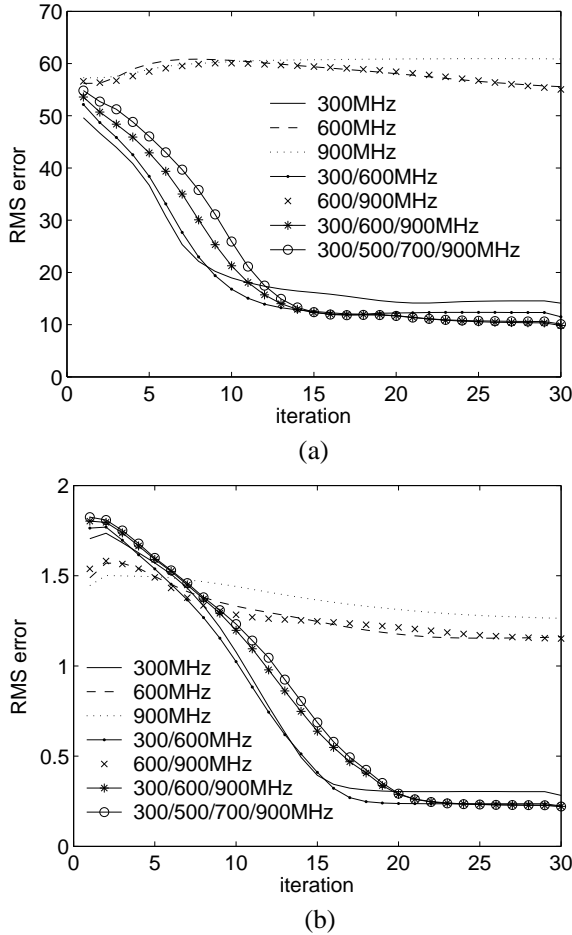 70
60
50
40
30
20
10
0
RMS error
300MHz
600MHz
900MHz
300/600MHz
600/900MHz
300/600/900MHz
300/500/700/900MHz
0 5 10 15 20 25 30
iteration
(a)
2
1.5
1
0.5
0
RMS error
300MHz
600MHz
900MHz
300/600MHz
600/900MHz
300/600/900MHz
300/500/700/900MHz
0 5 10 15 20 25 30
iteration
(b)